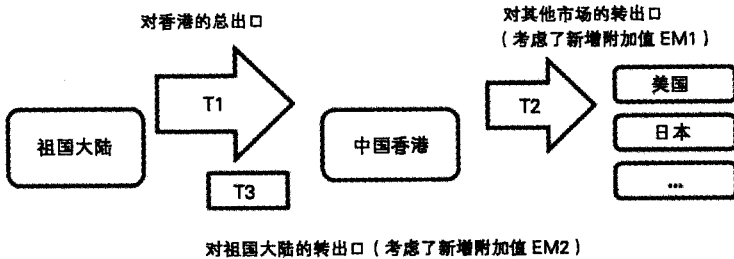 对香港的总出口
对其他市场的转出口
（考虑了新增附加值 EM1）
祖国大陆
T1
中国香港
T2
美国
日本
...
T3
对祖国大陆的转出口（考虑了新增附加值 EM2）